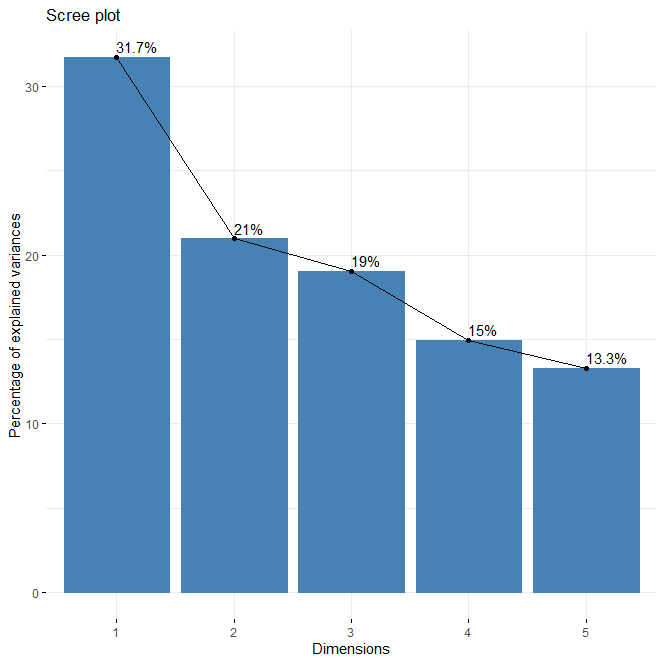 Scree plot
31.7%
21%
19%
15%
13.3%
30
20
10
0
Percentage of explained variances
1 2 3 4 5
Dimensions